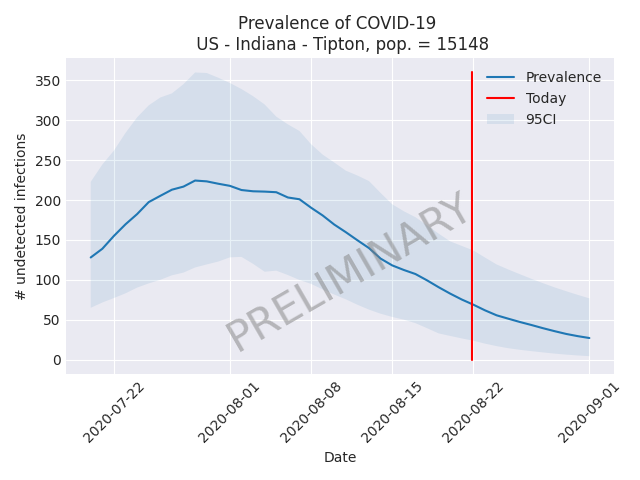 Prevalence of COVID-19
US - Indiana - Tipton, pop. = 15148
350
300
250
200
150
100
50
0
# undetected infections
Prevalence
Today
95CI
PRELIMINARY
2020-07-22
2020-08-01
2020-08-08
2020-08-15
2020-08-22
2020-09-01
Date